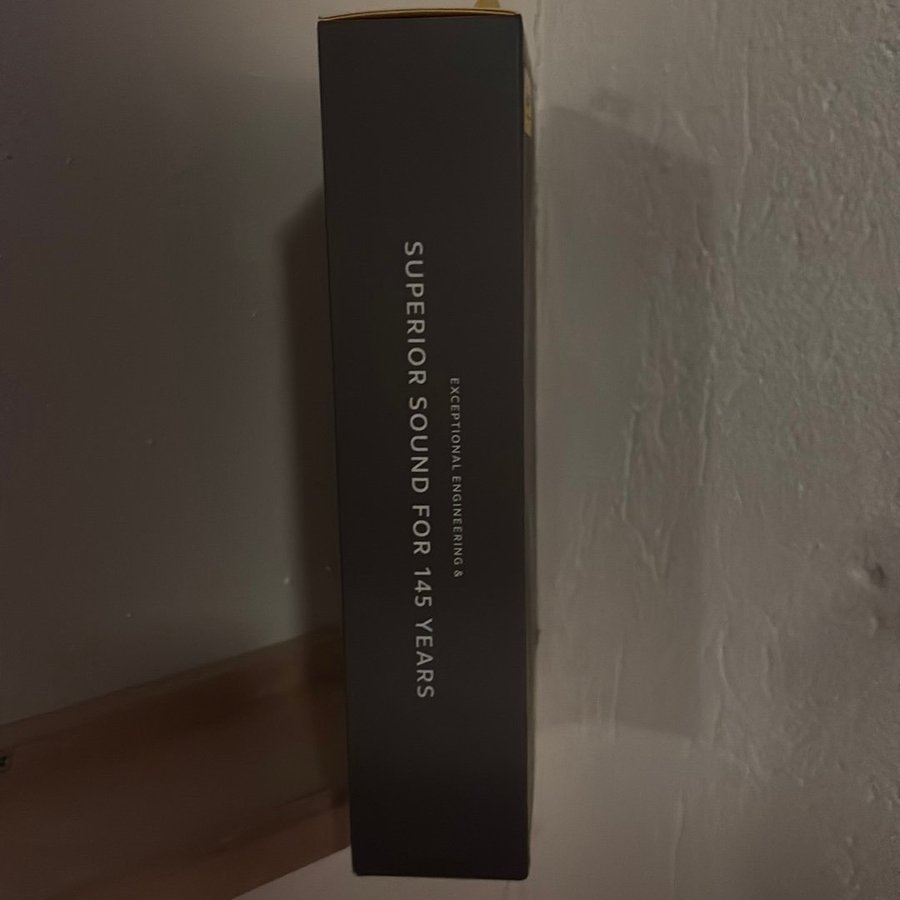 EXCEPTIONAL ENGINEERING &
SUPERIOR SOUND FOR 145 YEARS